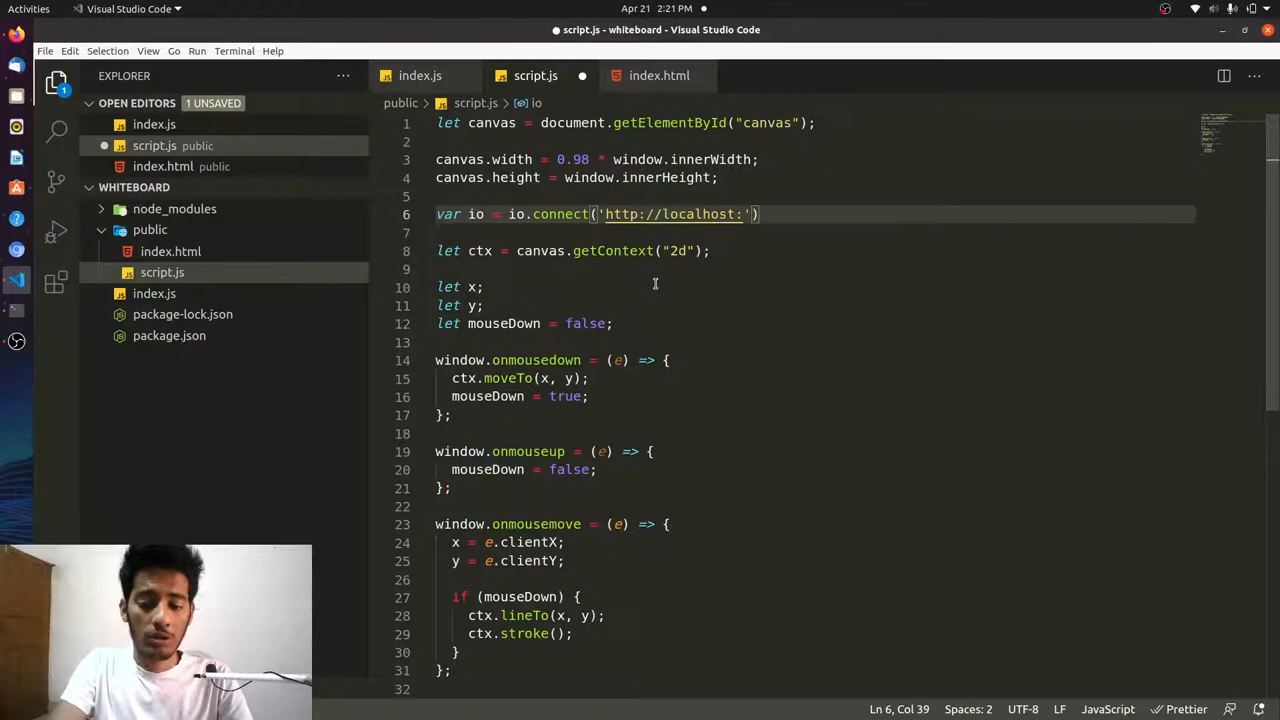 Activities
Visual Studio Code
Apr 21 2:21 PM
script.js - whiteboard - Visual Studio Code
File Edit Selection View Go Run Terminal Help
EXPLORER
OPEN EDITORS 1 UNSAVED
index.js
script.js public
index.html public
WHITEBOARD
node_modules
public
index.html
script.js
index.js
package-lock.json
package.json
1
index.js
script.js
index.html
public > script.js > io
1 let canvas = document.getElementById("canvas");
2
3 canvas.width = 0.98 * window.innerWidth;
4 canvas.height = window.innerHeight;
5
6 var io = io.connect('http://localhost:')
7
8 let ctx = canvas.getContext("2d");
9
10 let x;
11 let y;
12 let mouseDown = false;
13
14 window.onmousedown = (e) => {
15 ctx.moveTo(x, y);
16 mouseDown = true;
17 };
18
19 window.onmouseup = (e) => {
20 mouseDown = false;
21 };
22
23 window.onmousemove = (e) => {
24 x = e.clientX;
25 y = e.clientY;
26
27 if (mouseDown) {
28 ctx.lineTo(x, y);
29 ctx.stroke();
30 }
31 };
32
Ln 6, Col 39 Spaces: 2 UTF-8 LF JavaScript Prettier